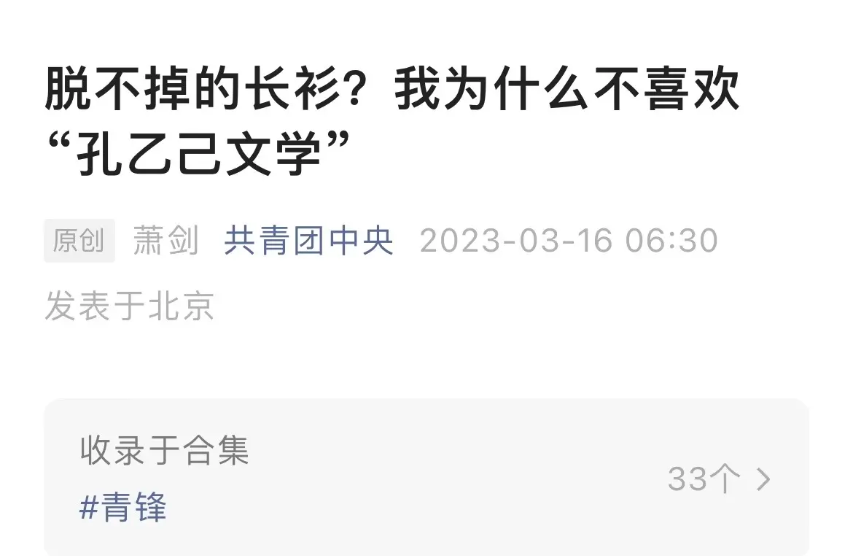 脱不掉的长衫？我为什么不喜欢
“孔乙己文学”
原创 萧剑 共青团中央 2023-03-16 06:30
发表于北京
收录于合集
#青锋
33个 >